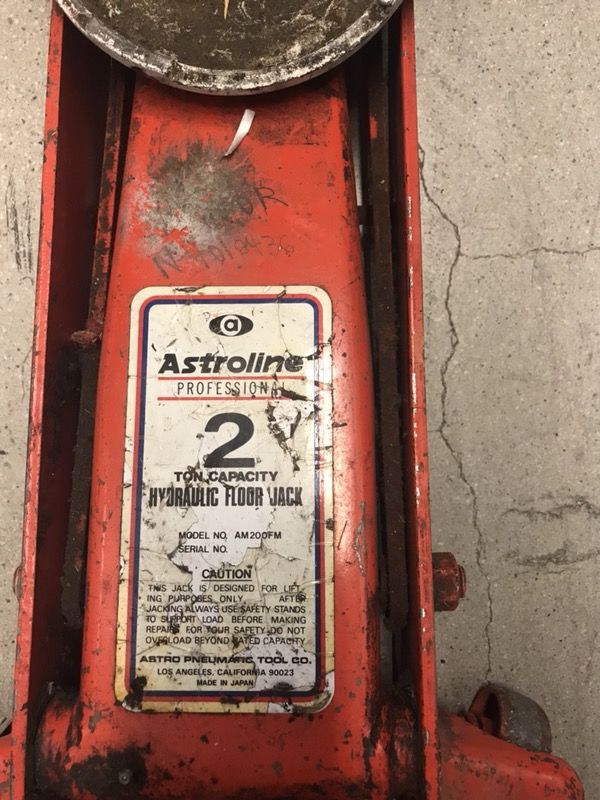 a
Astroline
PROFESSIONAL
2
TON CAPACITY
HYDRAULIC FLOOR JACK
MODEL NO. AM200FM
SERIAL NO.
CAUTION
THIS JACK IS DESIGNED FOR LIFT-
ING PURPOSES ONLY. AFTER
JACKING ALWAYS USE SAFETY STANDS
TO SUPPORT LOAD BEFORE MAKING
REPAIRS. FOR YOUR SAFETY DO NOT
OVERLOAD BEYOND RATED CAPACITY
ASTRO PNEUMATIC TOOL CO.
LOS ANGELES, CALIFORNIA 90023
MADE IN JAPAN